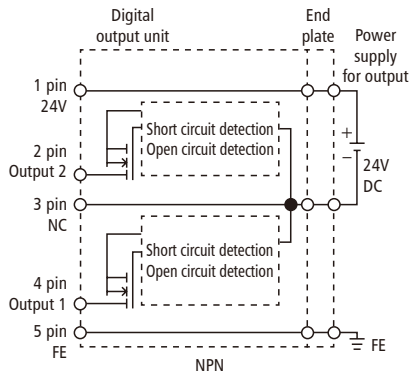 Digital
output unit
End
plate
Power
supply
for output
1 pin
24V
Short circuit detection
Open circuit detection
+
−
24V
DC
2 pin
Output 2
3 pin
NC
Short circuit detection
Open circuit detection
4 pin
Output 1
5 pin
FE
FE
NPN